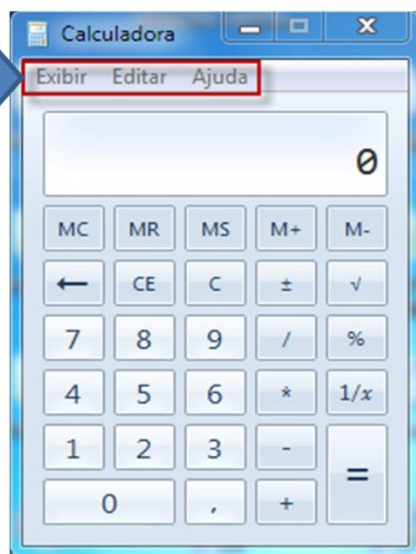 Calculadora
Exibir Editar Ajuda
0
MC MR MS M+ M-
← CE C ± √
7 8 9 / %
4 5 6 * 1/x
1 2 3 - =
0 , +